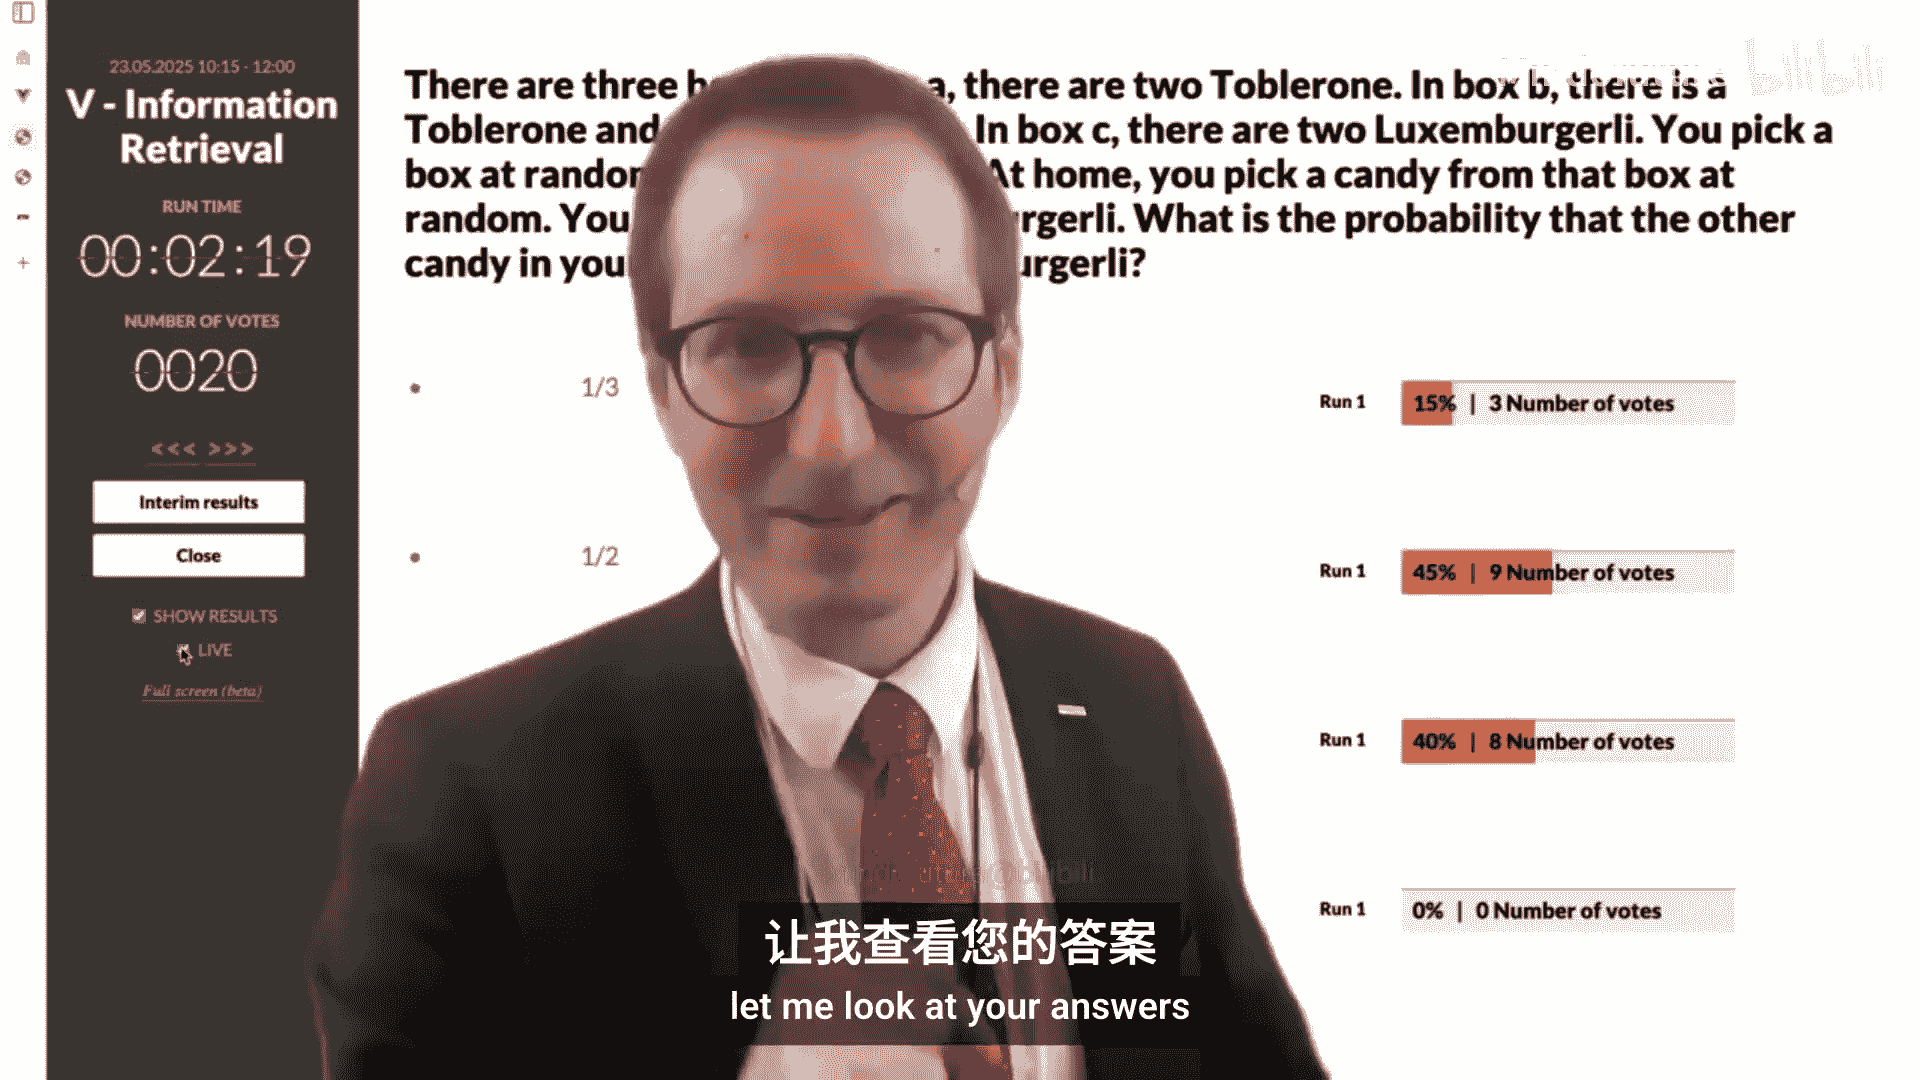 23.05.2025 10:15 - 12:00
V - Information
Retrieval
RUN TIME
00:02:19
NUMBER OF VOTES
0020
<<< >>>
Interim results
Close
SHOW RESULTS
LIVE
Full screen (beta)
There are three a, there are two Toblerone. In box b, there is a
Toblerone and In box c, there are two Luxemburgerli. You pick a
box at random At home, you pick a candy from that box at
random. You rgerli. What is the probability that the other
candy in you urgerli?
1/3
Run 1
15% | 3 Number of votes
1/2
Run 1
45% | 9 Number of votes
Run 1
40% | 8 Number of votes
Run 1
0% | 0 Number of votes
bilibili
让我查看您的答案
let me look at your answers